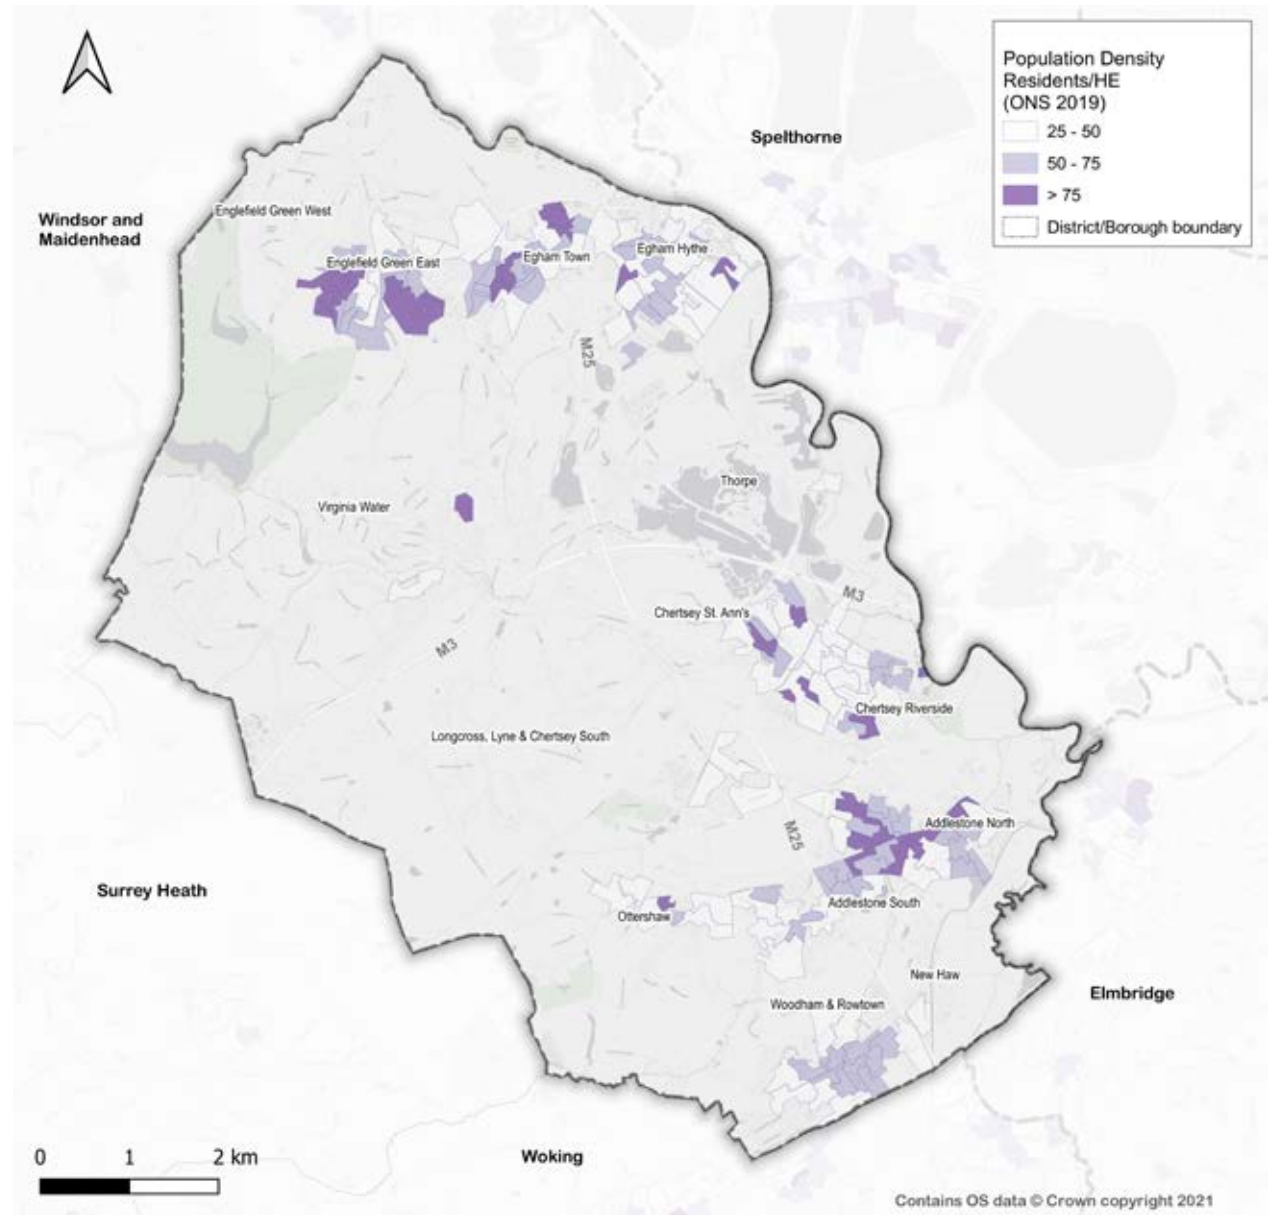 Population Density
Residents/HE
(ONS 2019)
25 - 50
50 - 75
> 75
District/Borough boundary
Spelthorne
Windsor and
Maidenhead
Englefield Green West
Englefield Green East
Egham Town
Egham Hythe
M25
Thorpe
Virginia Water
M3
Chertsey St. Ann's
M3
Chertsey Riverside
Longcross, Lyne & Chertsey South
M25
Addlestone North
Surrey Heath
Addlestone South
Ottershaw
New Haw
Elmbridge
Woodham & Rowtown
0 1 2 km
Woking
Contains OS data © Crown copyright 2021